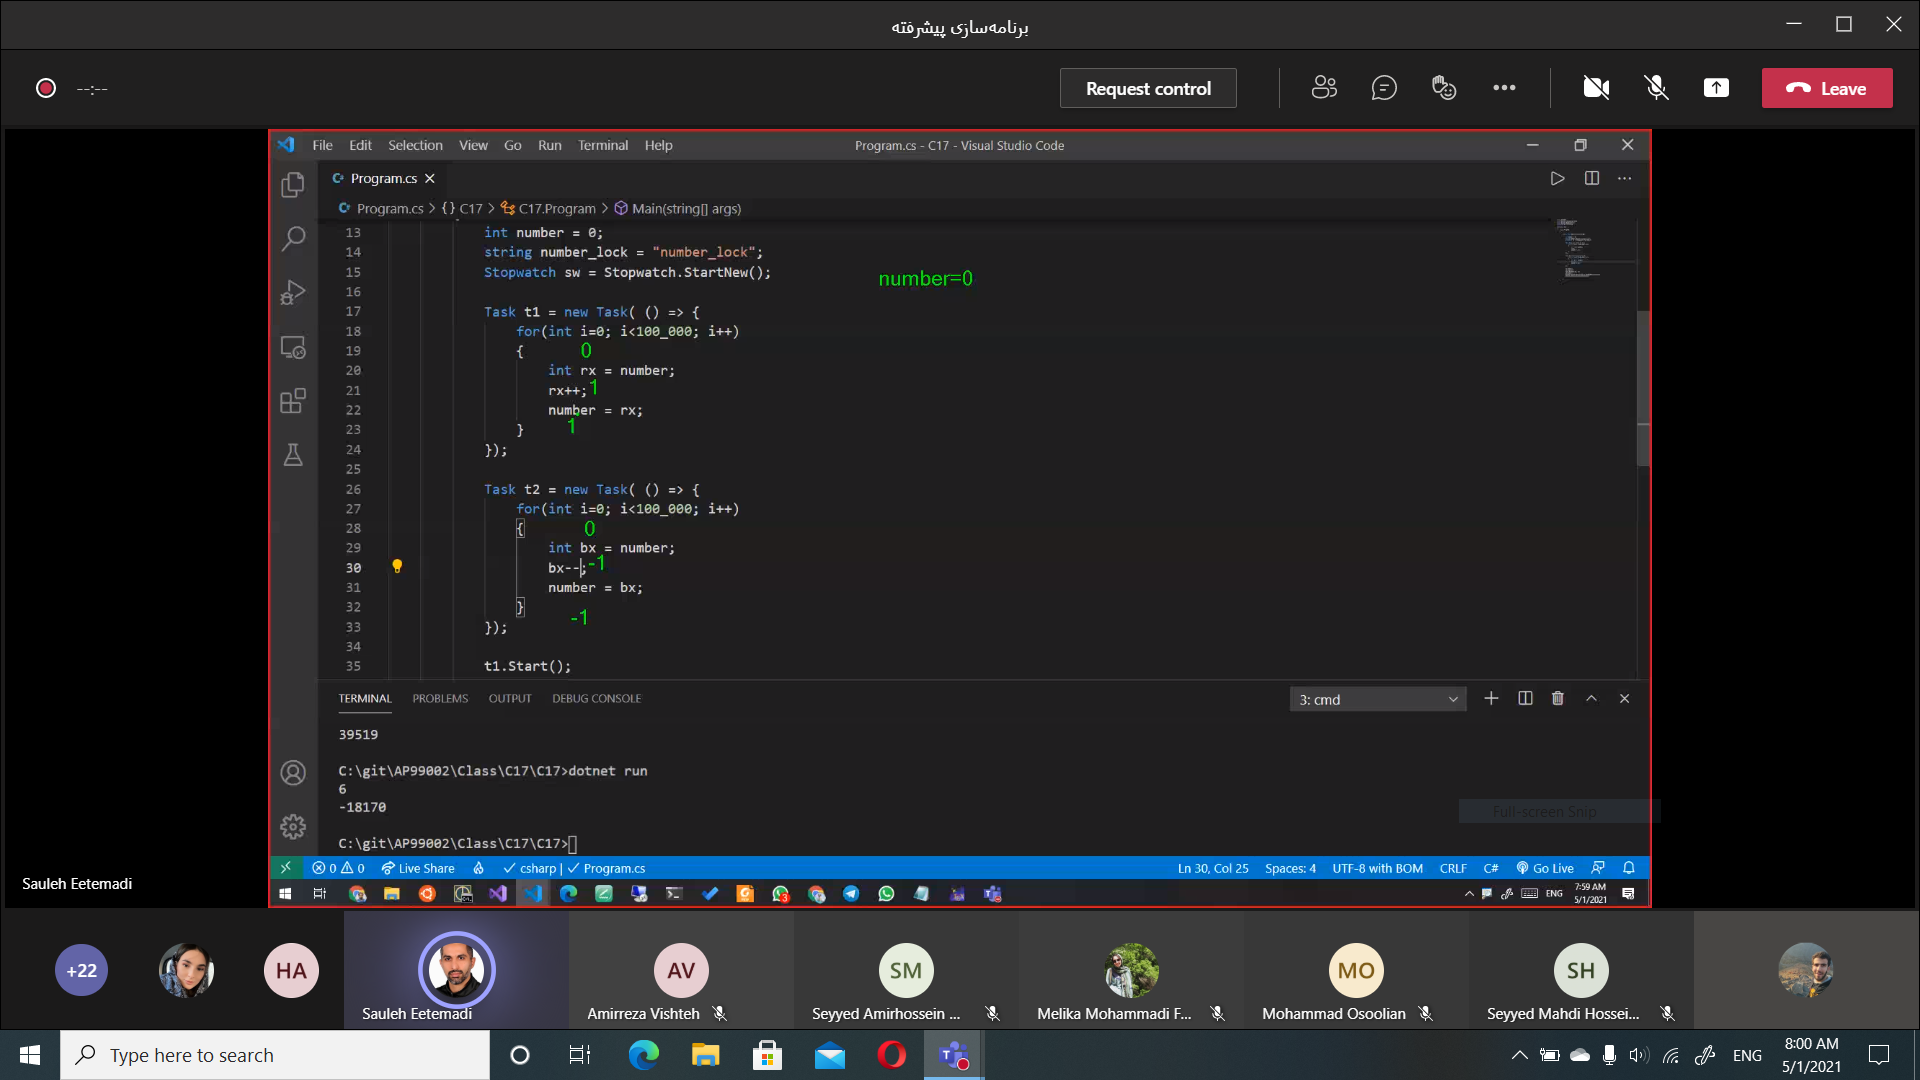 برنامه‌سازی پیشرفته
--:--
Request control
Leave
File Edit Selection View Go Run Terminal Help
Program.cs - C17 - Visual Studio Code
Program.cs
Program.cs > {} C17 > C17.Program > Main(string[] args)
13 int number = 0;
14 string number_lock = "number_lock";
15 Stopwatch sw = Stopwatch.StartNew();
number=0
16
17 Task t1 = new Task( () => {
18 for(int i=0; i<100_000; i++)
19 {
0
20 int rx = number;
21 rx++;
1
22 number = rx;
1
23 }
24 });
25
26 Task t2 = new Task( () => {
27 for(int i=0; i<100_000; i++)
28 {
0
29 int bx = number;
30 bx--;
-1
31 number = bx;
32 }
-1
33 });
34
35 t1.Start();
TERMINAL PROBLEMS OUTPUT DEBUG CONSOLE
3: cmd
39519
C:\git\AP99002\Class\C17\C17>dotnet run
6
-18170
C:\git\AP99002\Class\C17\C17>
Full-screen Snip
0 0 Live Share csharp | Program.cs
Ln 30, Col 25 Spaces: 4 UTF-8 with BOM CRLF C# Go Live
3
ENG
7:59 AM
5/1/2021
Sauleh Eetemadi
+22
HA
Sauleh Eetemadi
AV
Amirreza Vishteh
SM
Seyyed Amirhossein ...
Melika Mohammadi F...
MO
Mohammad Osoolian
SH
Seyyed Mahdi Hossei...
Type here to search
ENG
8:00 AM
5/1/2021